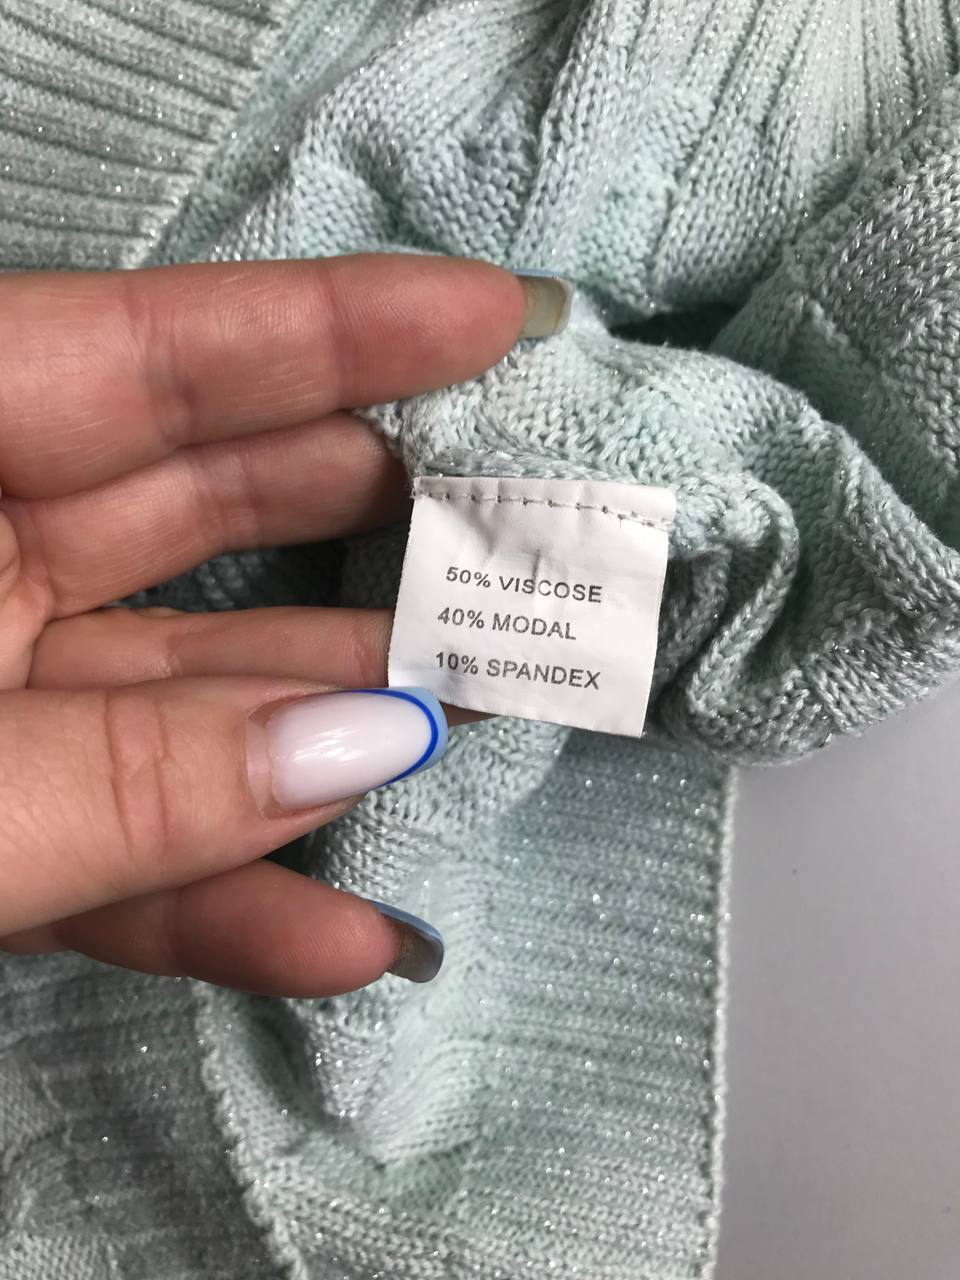 50% VISCOSE
40% MODAL
10% SPANDEX